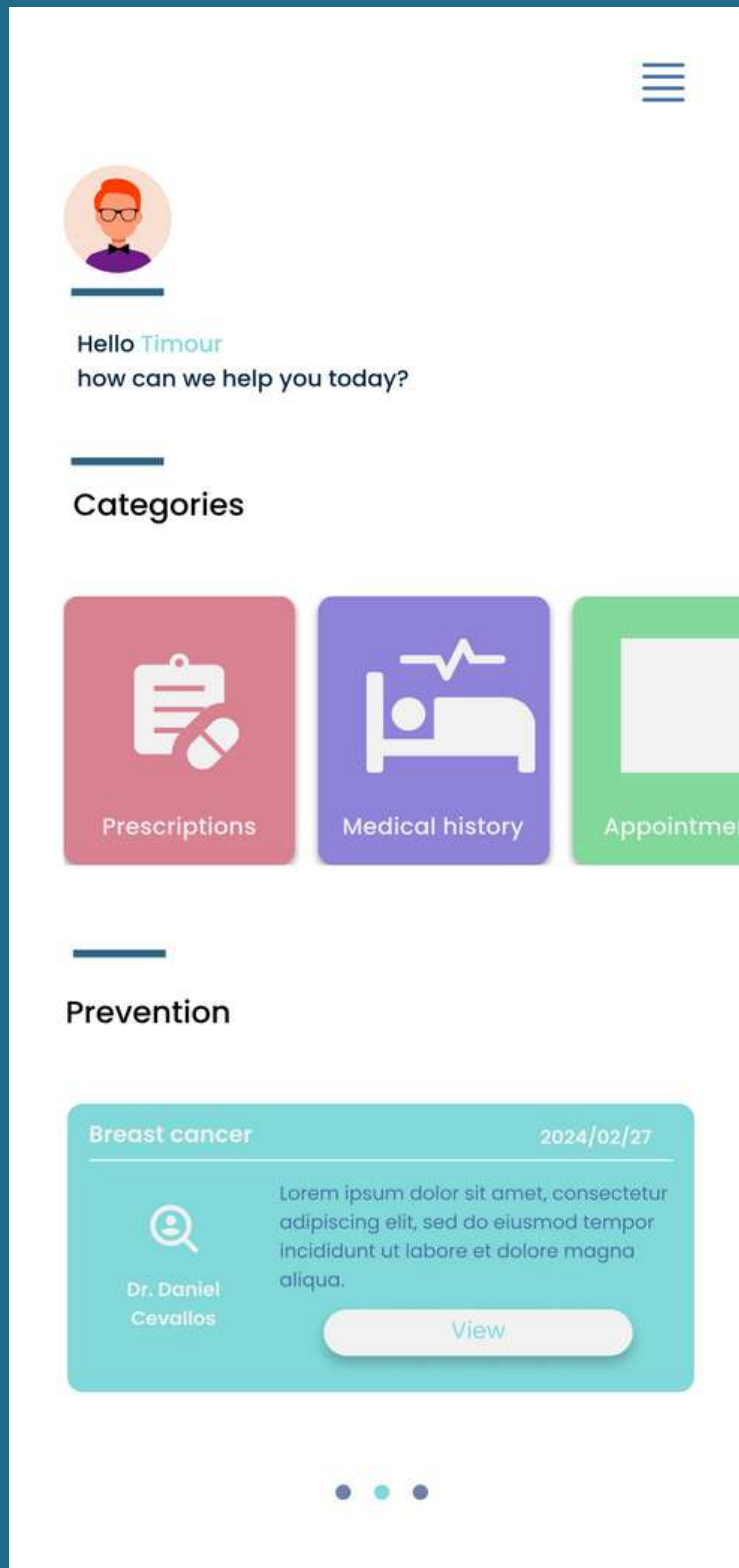 Hello Timour
how can we help you today?
Categories
Prescriptions
Medical history
Appointme
Prevention
Breast cancer
2024/02/27
Lorem ipsum dolor sit amet, consectetur
adipiscing elit, sed do eiusmod tempor
incididunt ut labore et dolore magna
aliqua.
Dr. Daniel
Cevallos
View